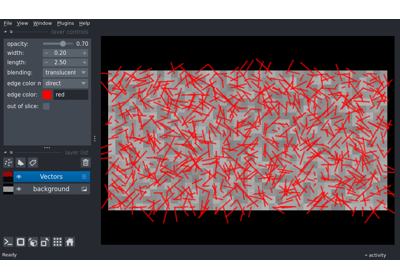 File View Window Plugins Help
layer controls
opacity: 0.70
width: 0.20
length: 2.50
blending: translucent
edge color m direct
edge color: red
out of slice:
layer list
Vectors
background
Ready
activity